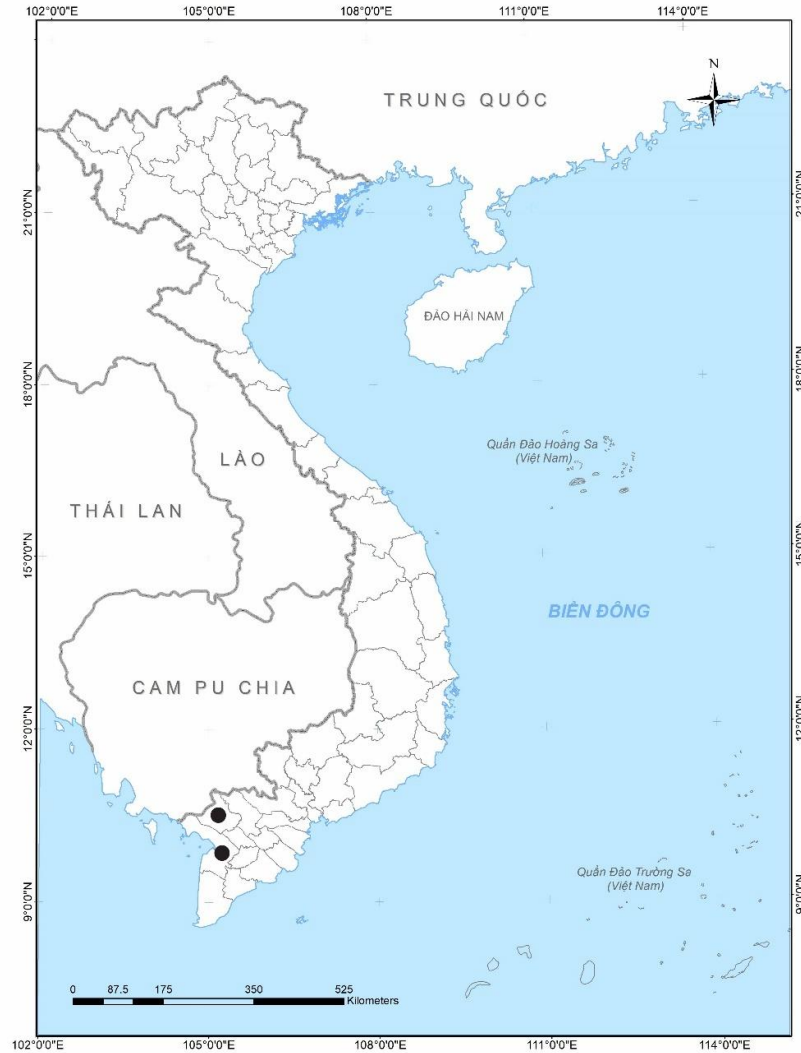 102°0'0"E 105°0'0"E 108°0'0"E 111°0'0"E 114°0'0"E
N
TRUNG QUỐC
21°0'0"N
21°0'0"N
ĐẢO HẢI NAM
18°0'0"N
18°0'0"N
Quần Đảo Hoàng Sa
(Việt Nam)
LÀO
THÁI LAN
15°0'0"N
15°0'0"N
BIỂN ĐÔNG
CAM PU CHIA
12°0'0"N
12°0'0"N
Quần Đảo Trường Sa
(Việt Nam)
9°0'0"N
9°0'0"N
0 87.5 175 350 525
Kilometers
102°0'0"E 105°0'0"E 108°0'0"E 111°0'0"E 114°0'0"E